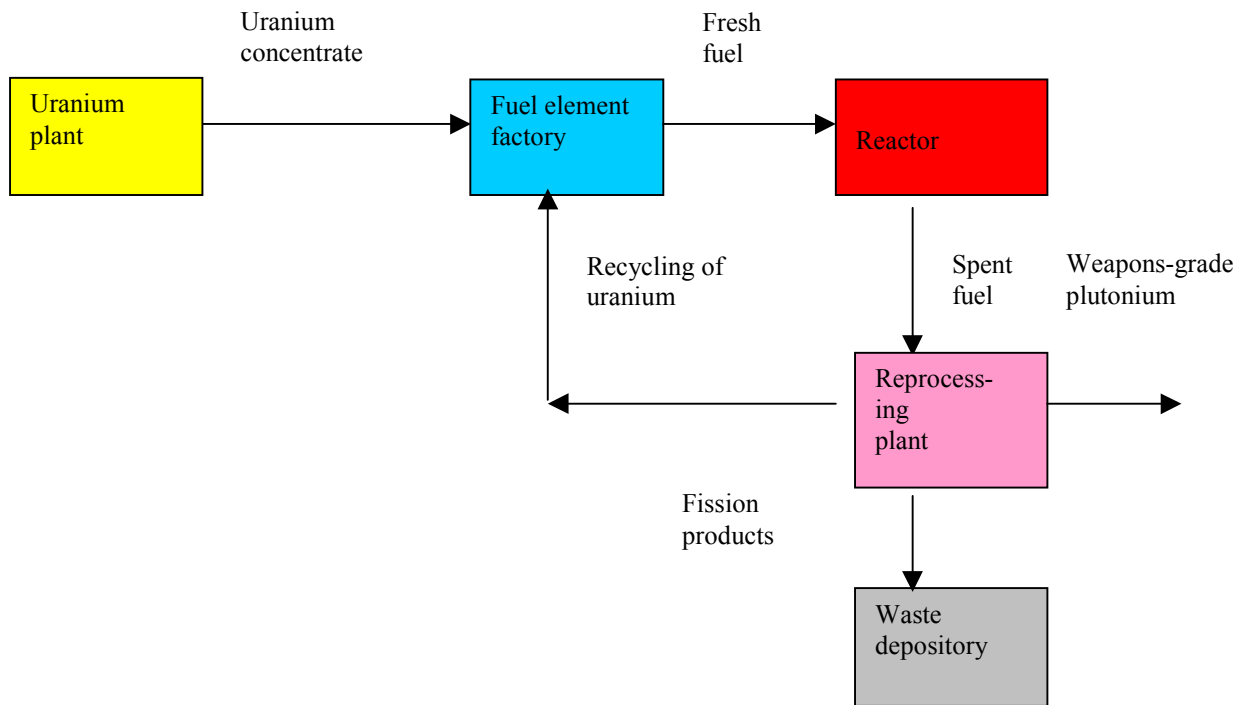 Uranium
concentrate
Fresh
fuel
Uranium
plant
Fuel element
factory
Reactor
Recycling of
uranium
Spent
fuel
Weapons-grade
plutonium
Reprocess-
ing
plant
Fission
products
Waste
depository